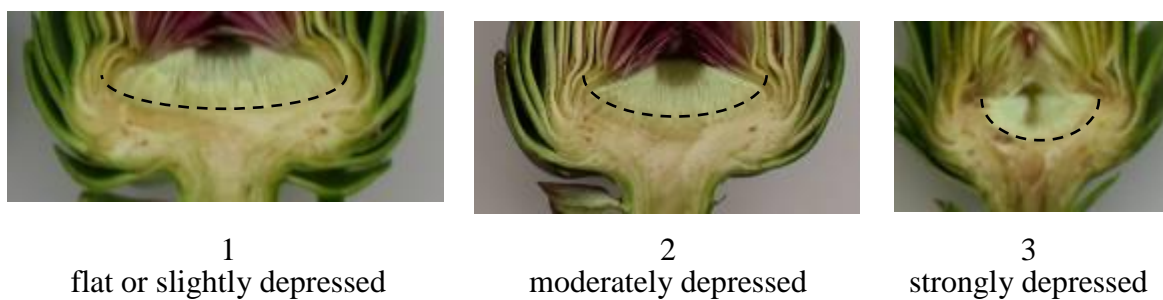 1
flat or slightly depressed
2
moderately depressed
3
strongly depressed